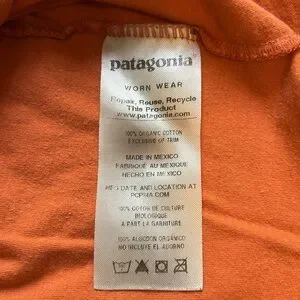 patagonia®
WORN WEAR
Repair, Reuse, Recycle
This Product
www.patagonia.com
100% ORGANIC COTTON
EXCLUSIVE OF TRIM
MADE IN MEXICO
FABRIQUÉ AU MEXIQUE
HECHO EN MÉXICO
MFG DATE AND LOCATION AT
PCPMA.COM
100% COTON DE CULTURE
BIOLOGIQUE
À PART LA GARNITURE
100% ALGODÓN ORGÁNICO
NO INCLUYE EL ADORNO